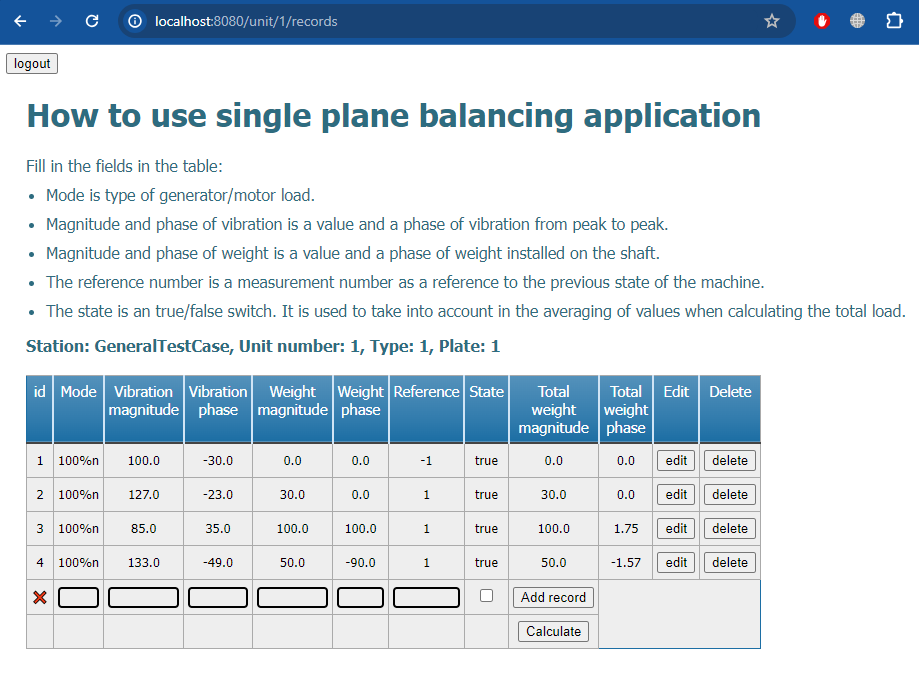 localhost:8080/unit/1/records
logout
How to use single plane balancing application
Fill in the fields in the table:
• Mode is type of generator/motor load.
• Magnitude and phase of vibration is a value and a phase of vibration from peak to peak.
• Magnitude and phase of weight is a value and a phase of weight installed on the shaft.
• The reference number is a measurement number as a reference to the previous state of the machine.
• The state is an true/false switch. It is used to take into account in the averaging of values when calculating the total load.
Station: GeneralTestCase, Unit number: 1, Type: 1, Plate: 1
id Mode Vibration magnitude Vibration phase Weight magnitude Weight phase Reference State Total weight magnitude Total weight phase Edit Delete
1 100%n 100.0 -30.0 0.0 0.0 -1 true 0.0 0.0 edit delete
2 100%n 127.0 -23.0 30.0 0.0 1 true 30.0 0.0 edit delete
3 100%n 85.0 35.0 100.0 100.0 1 true 100.0 1.75 edit delete
4 100%n 133.0 -49.0 50.0 -90.0 1 true 50.0 -1.57 edit delete
Add record
Calculate